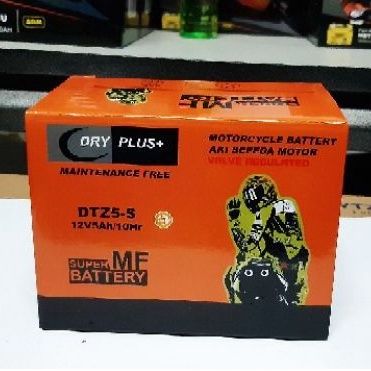 DRY PLUS+
MAINTENANCE FREE
MOTORCYCLE BATTERY
AKI SEPEDA MOTOR
VALVE REGULATED
DTZ5-S
12V5Ah/10Hr
SUPER MF
BATTERY